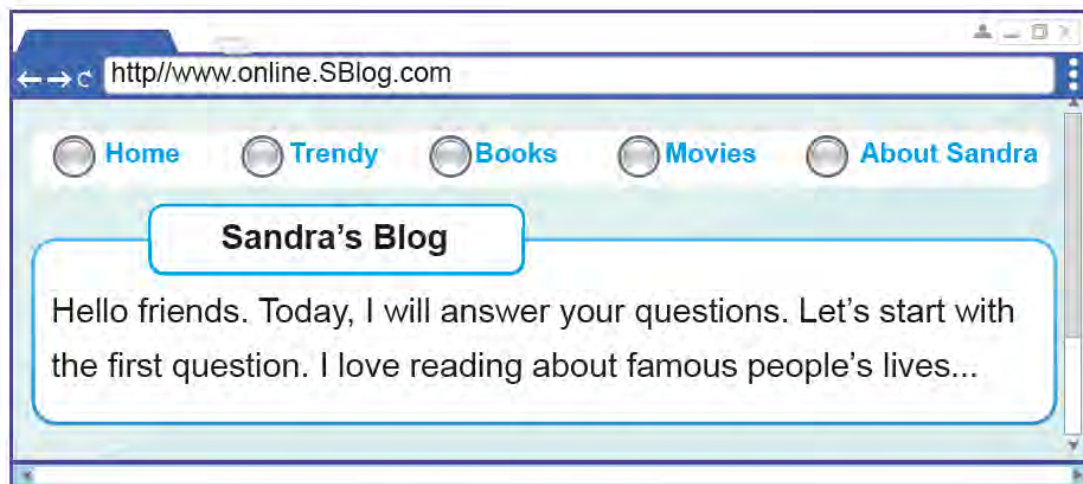 http//www.online.SBlog.com
Home Trendy Books Movies About Sandra
Sandra's Blog
Hello friends. Today, I will answer your questions. Let's start with
the first question. I love reading about famous people's lives...